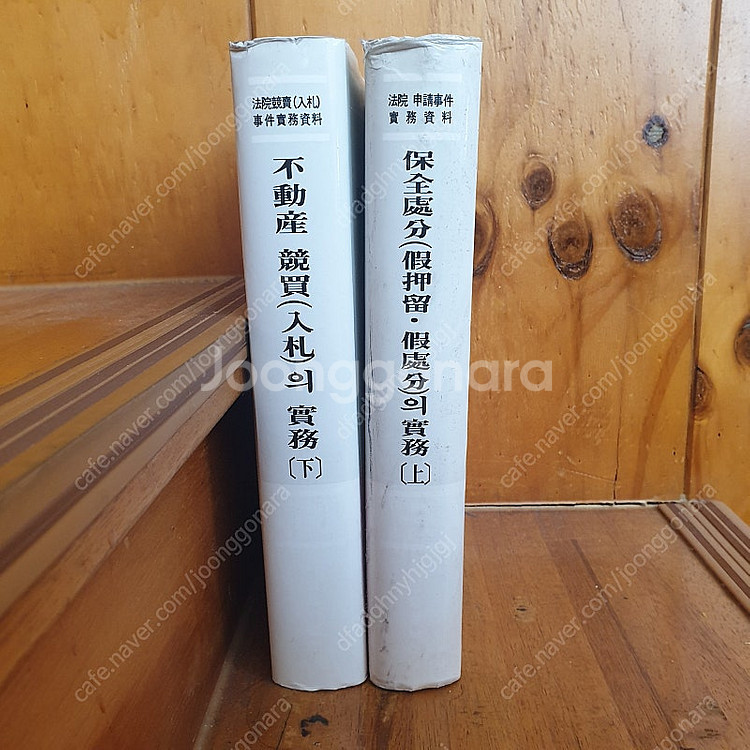 法院競賣(入札)
事件實務資料
不動産 競買(入札)의 實務
〔下〕
法院 申請事件
實務資料
保全處分(假押留·假處分)의 實務
〔上〕
Joonggonara
cafe.naver.com/joonggonara
dfadghnyhjgjgj